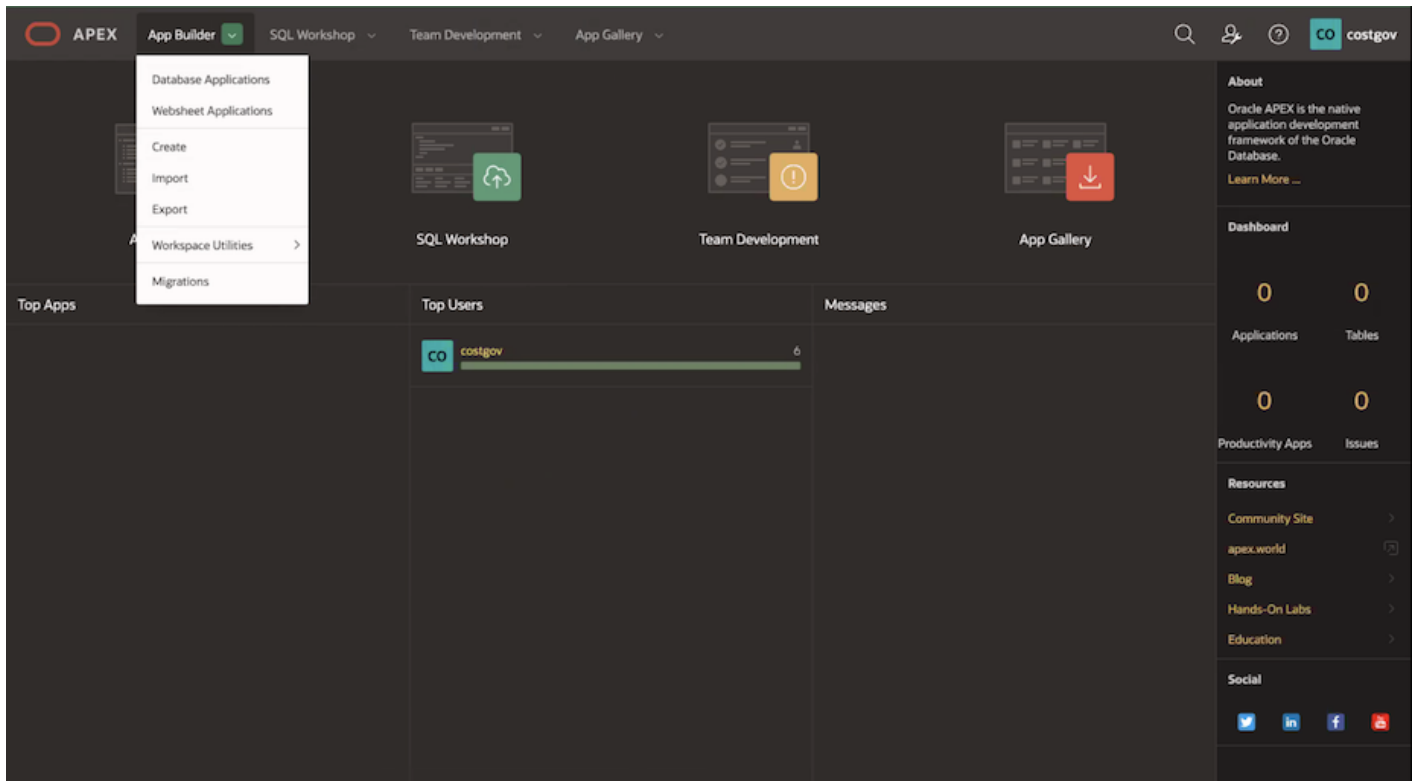 APEX App Builder SQL Workshop Team Development App Gallery CO costgov
Database Applications
Websheet Applications
Create
Import
Export
Workspace Utilities
Migrations
A
SQL Workshop
Team Development
App Gallery
Top Apps
Top Users
CO costgov 6
Messages
About
Oracle APEX is the native
application development
framework of the Oracle
Database.
Learn More ...
Dashboard
0 0
Applications Tables
0 0
Productivity Apps Issues
Resources
Community Site
apex.world
Blog
Hands-On Labs
Education
Social